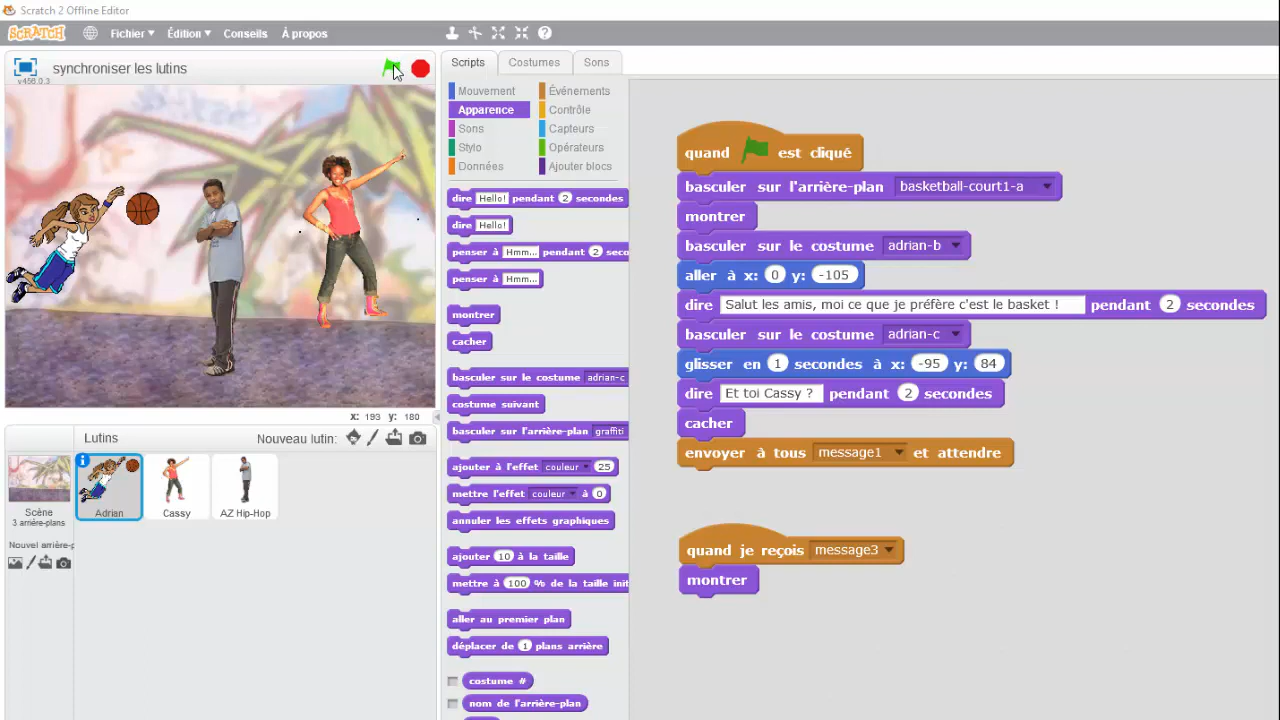 Scratch 2 Offline Editor
SCRATCH Fichier Édition Conseils À propos
synchroniser les lutins
v458.0.3
x: 193 y: 180
Lutins Nouveau lutin:
Scène
3 arrière-plans
Adrian
Cassy
AZ Hip-Hop
Nouvel arrière-p
Scripts Costumes Sons
Mouvement Événements
Apparence Contrôle
Sons Capteurs
Stylo Opérateurs
Données Ajouter blocs
dire Hello! pendant 2 secondes
dire Hello!
penser à Hmm... pendant 2 seco
penser à Hmm...
montrer
cacher
basculer sur le costume adrian-c
costume suivant
basculer sur l'arrière-plan graffiti
ajouter à l'effet couleur 25
mettre l'effet couleur à 0
annuler les effets graphiques
ajouter 10 à la taille
mettre à 100 % de la taille init
aller au premier plan
déplacer de 1 plans arrière
costume #
nom de l'arrière-plan
quand est cliqué
basculer sur l'arrière-plan basketball-court1-a
montrer
basculer sur le costume adrian-b
aller à x: 0 y: -105
dire Salut les amis, moi ce que je préfère c'est le basket ! pendant 2 secondes
basculer sur le costume adrian-c
glisser en 1 secondes à x: -95 y: 84
dire Et toi Cassy ? pendant 2 secondes
cacher
envoyer à tous message1 et attendre
quand je reçois message3
montrer